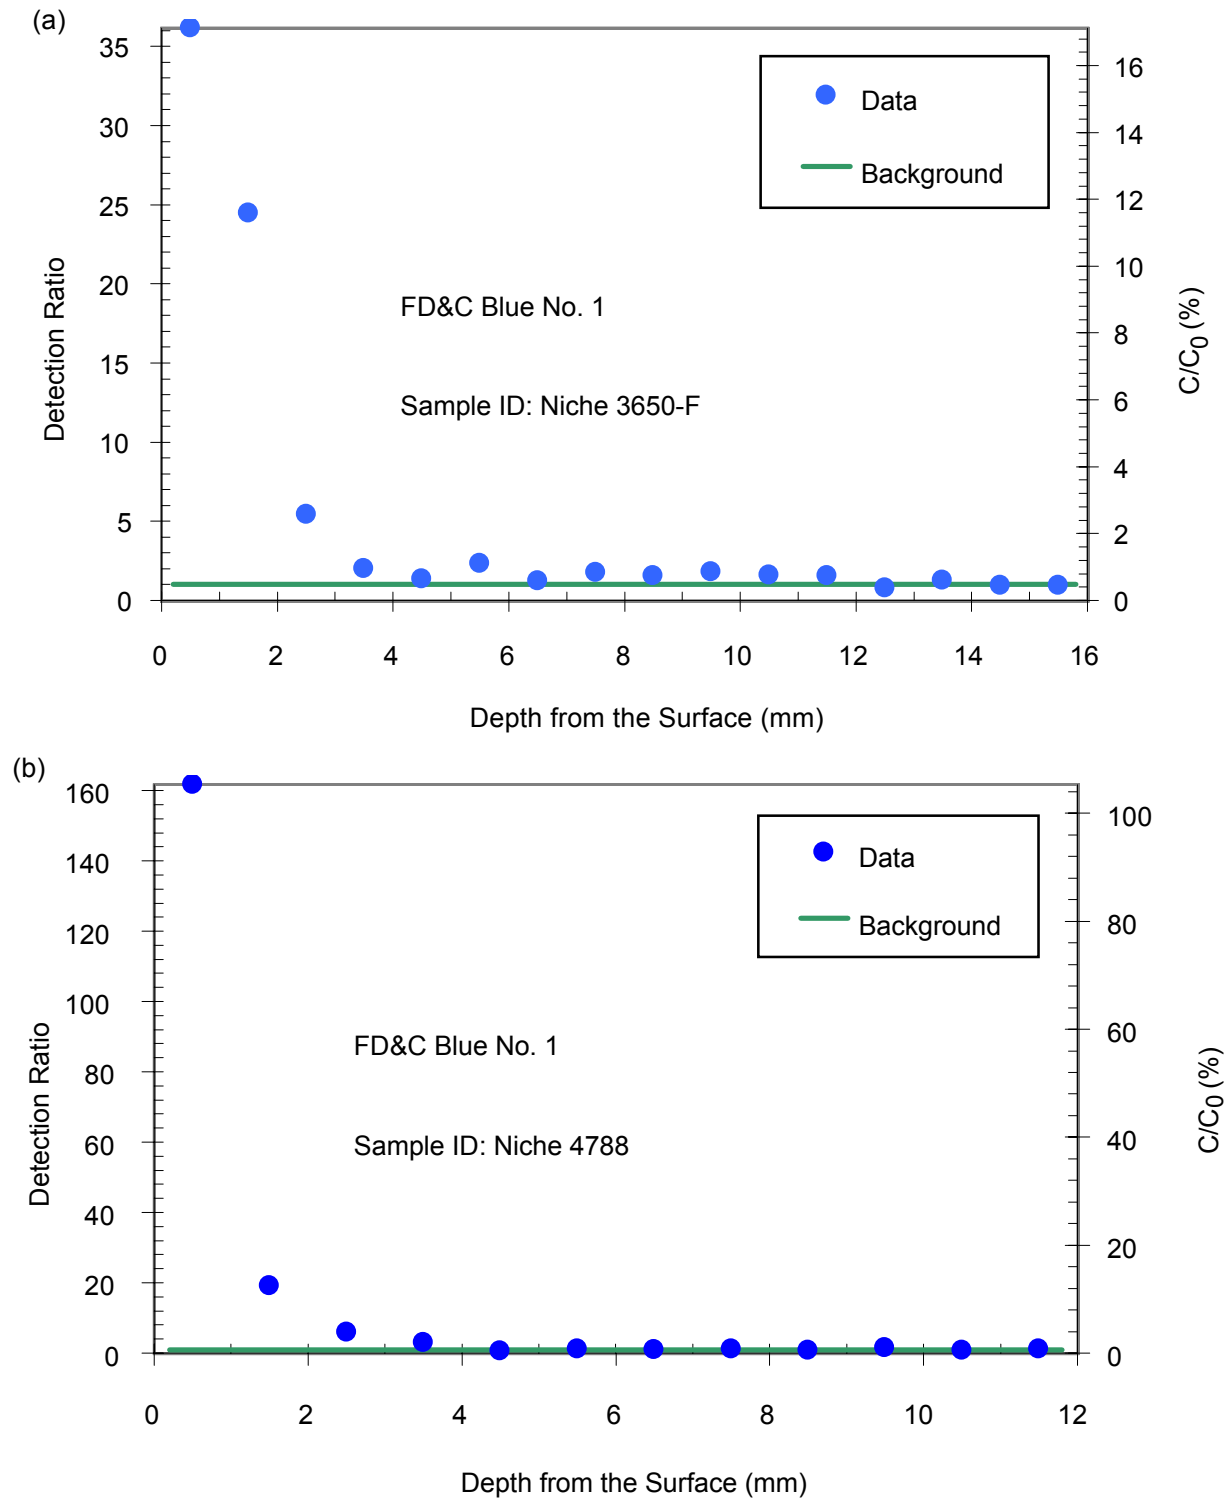 (a)
35
30
25
20
15
10
5
0
Detection Ratio
16
14
12
10
8
6
4
2
0
C/C0 (%)
Data
Background
FD&C Blue No. 1
Sample ID: Niche 3650-F
0 2 4 6 8 10 12 14 16
Depth from the Surface (mm)
(b)
160
140
120
100
80
60
40
20
0
Detection Ratio
100
80
60
40
20
0
C/C0 (%)
Data
Background
FD&C Blue No. 1
Sample ID: Niche 4788
0 2 4 6 8 10 12
Depth from the Surface (mm)